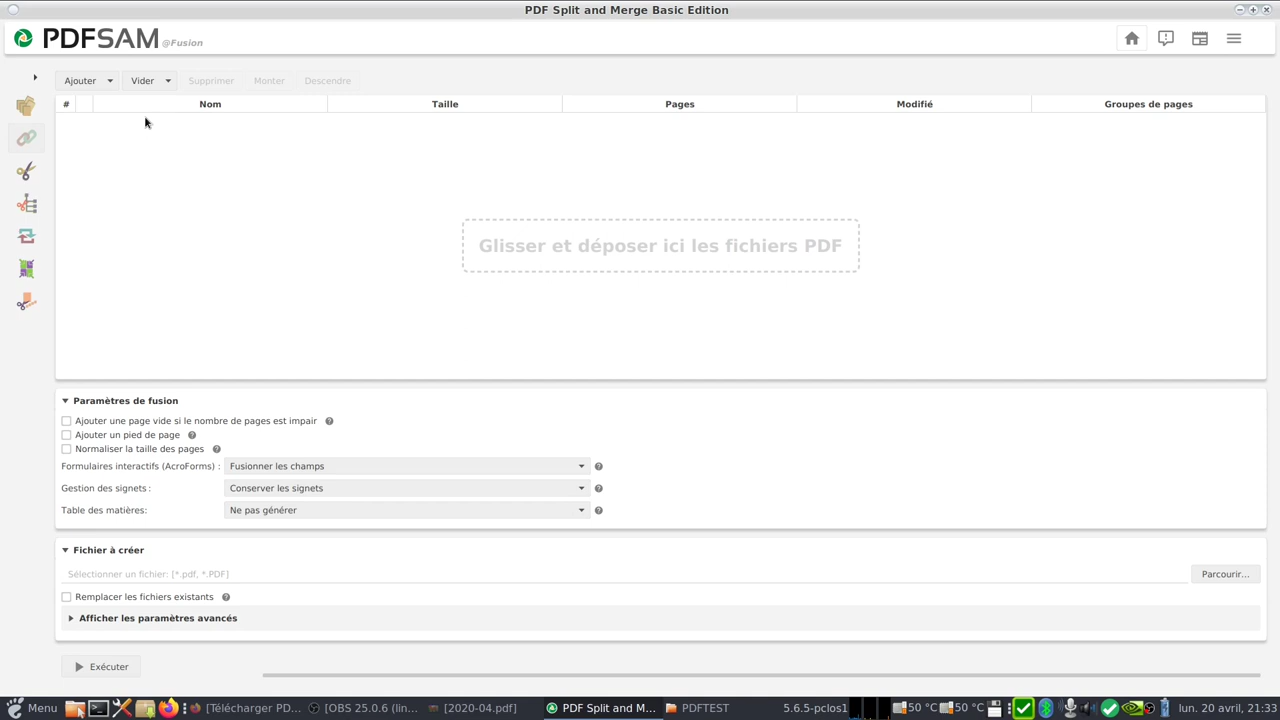 PDF Split and Merge Basic Edition
PDFSAM @Fusion
Ajouter Vider Supprimer Monter Descendre
# Nom Taille Pages Modifié Groupes de pages
Glisser et déposer ici les fichiers PDF
Paramètres de fusion
Ajouter une page vide si le nombre de pages est impair
Ajouter un pied de page
Normaliser la taille des pages
Formulaires interactifs (AcroForms) : Fusionner les champs
Gestion des signets : Conserver les signets
Table des matières: Ne pas générer
Fichier à créer
Sélectionner un fichier: [*.pdf, *.PDF] Parcourir...
Remplacer les fichiers existants
Afficher les paramètres avancés
Exécuter
Menu [Télécharger PD... [OBS 25.0.6 (lin... [2020-04.pdf] PDF Split and M... PDFTEST 5.6.5-pclos1 50 °C 50 °C lun. 20 avril, 21:33